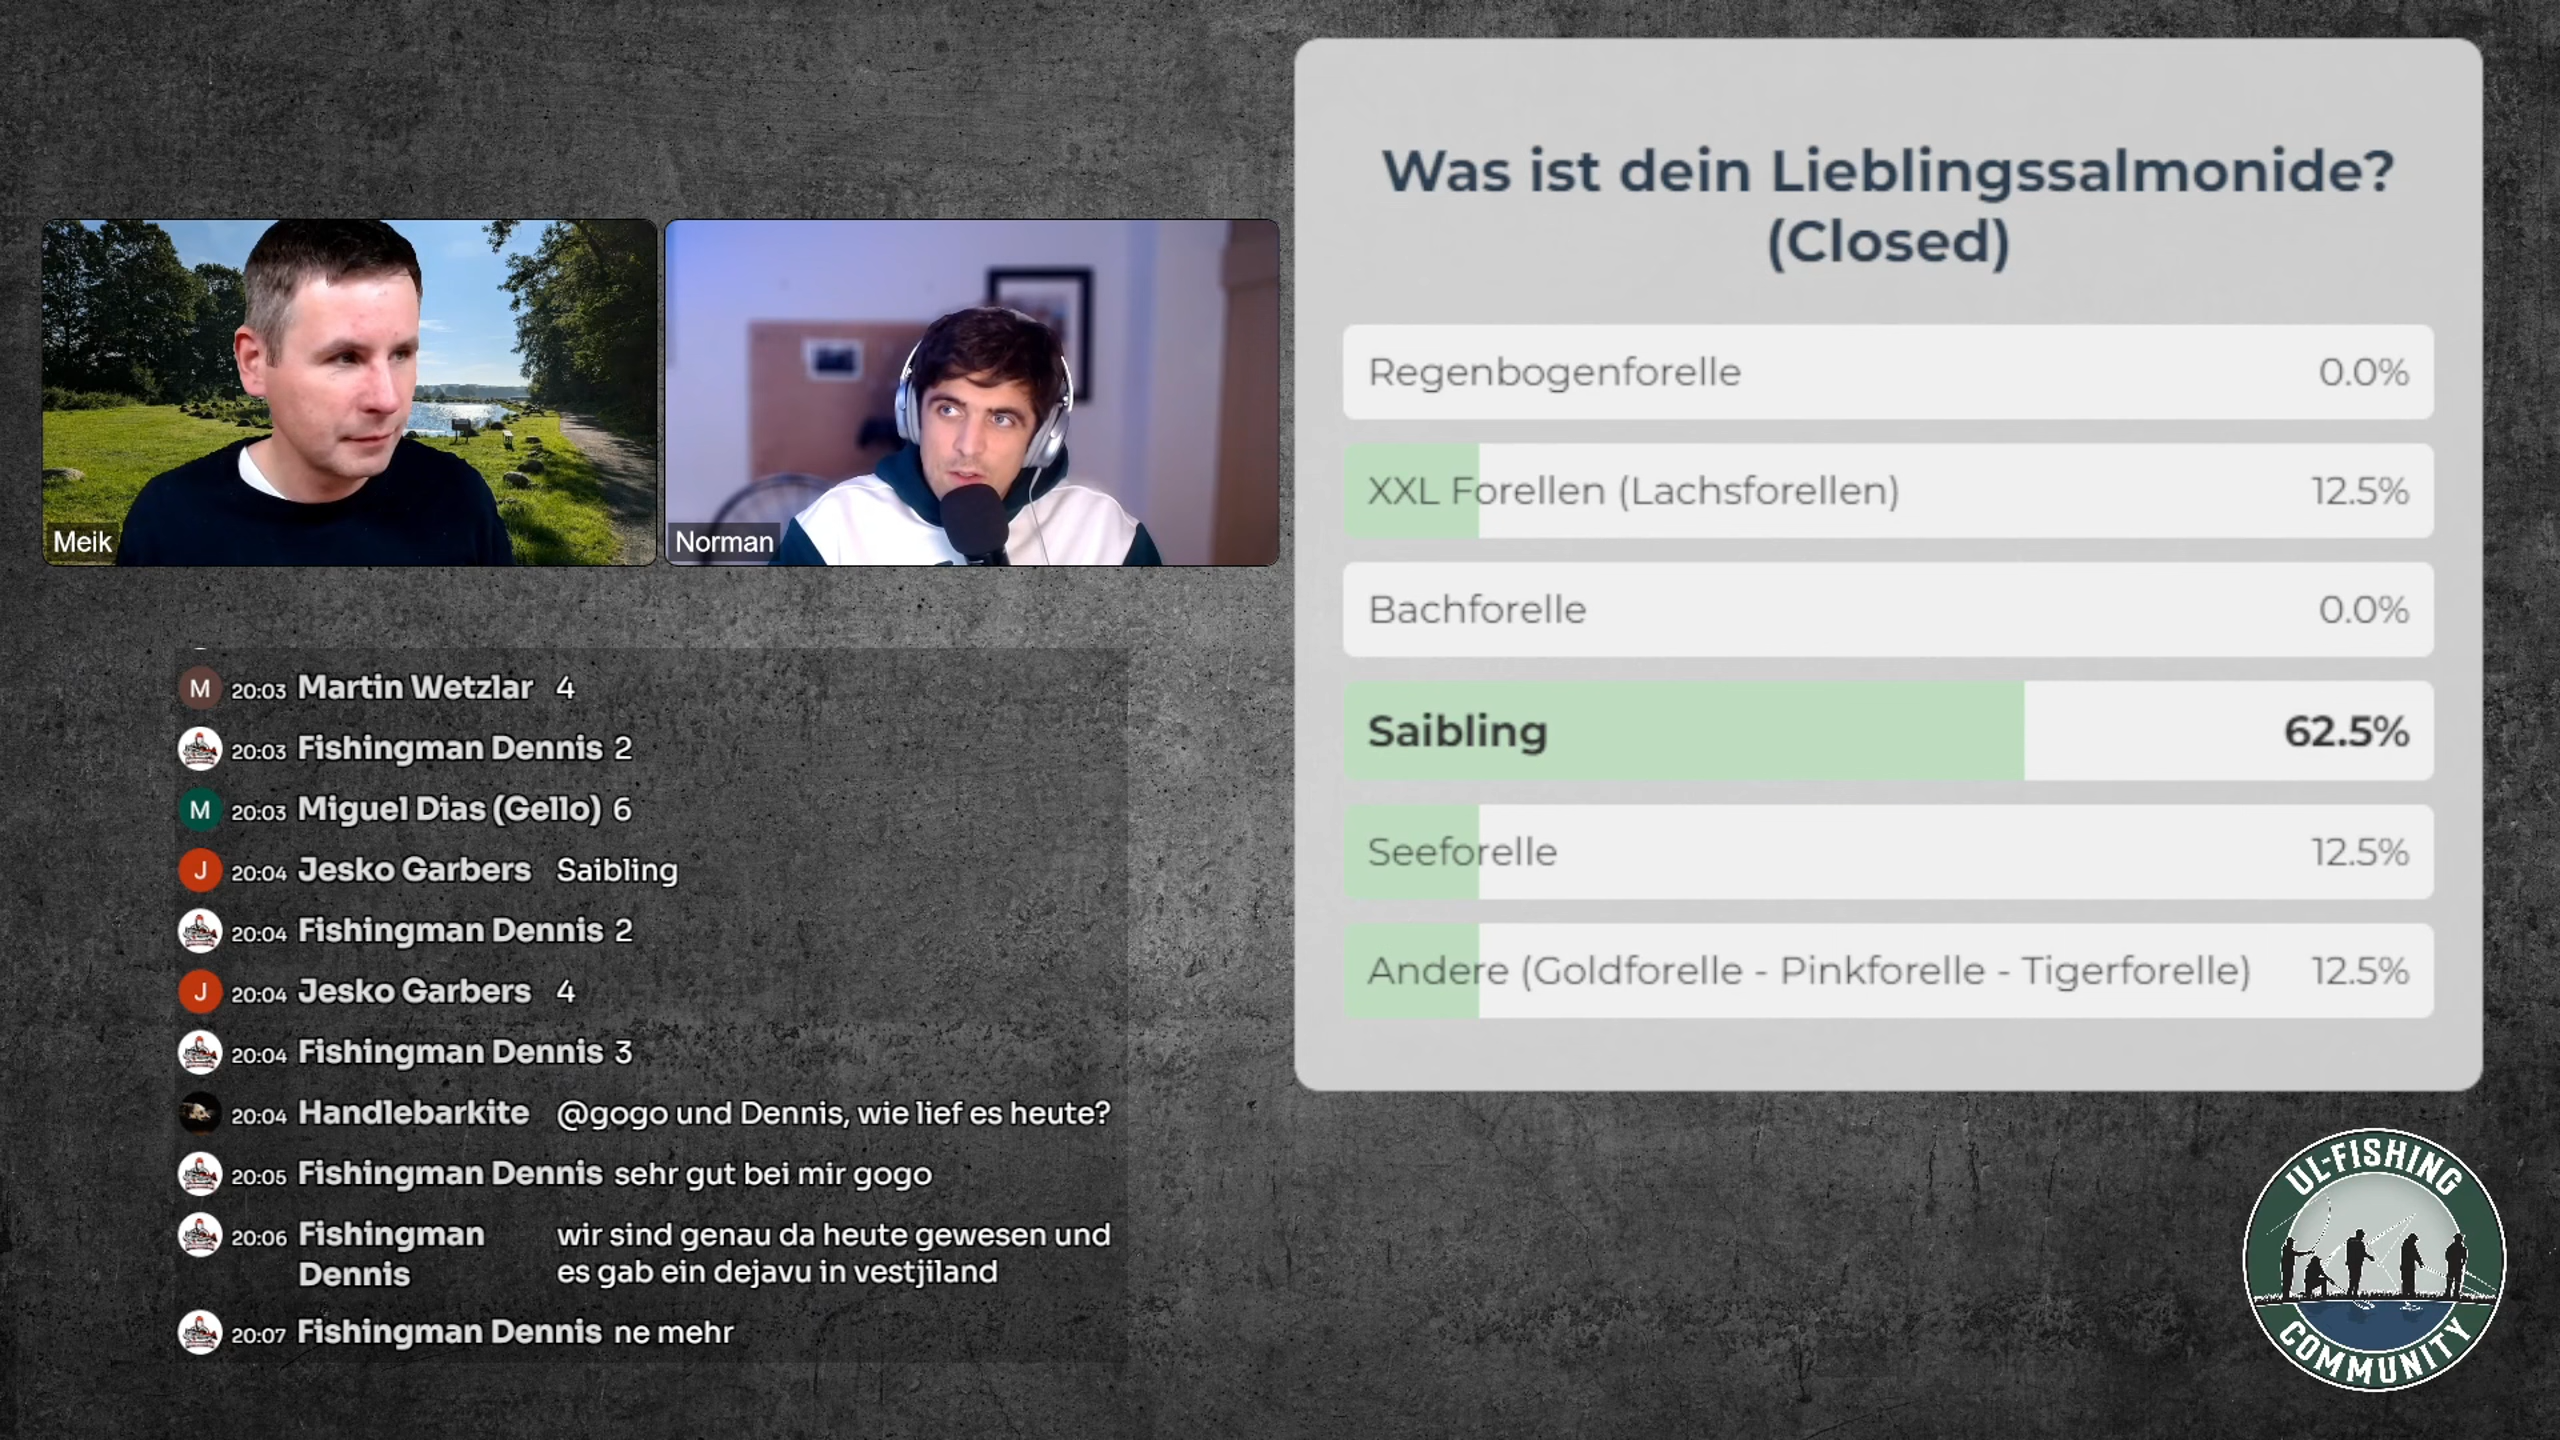 Was ist dein Lieblingssalmonide?
(Closed)
Regenbogenforelle 0.0%
XXL Forellen (Lachsforellen) 12.5%
Bachforelle 0.0%
Saibling 62.5%
Seeforelle 12.5%
Andere (Goldforelle - Pinkforelle - Tigerforelle) 12.5%
Meik
Norman
M 20:03 Martin Wetzlar 4
20:03 Fishingman Dennis 2
M 20:03 Miguel Dias (Gello) 6
J 20:04 Jesko Garbers Saibling
20:04 Fishingman Dennis 2
J 20:04 Jesko Garbers 4
20:04 Fishingman Dennis 3
20:04 Handlebarkite @gogo und Dennis, wie lief es heute?
20:05 Fishingman Dennis sehr gut bei mir gogo
20:06 Fishingman Dennis wir sind genau da heute gewesen und
es gab ein dejavu in vestjiland
20:07 Fishingman Dennis ne mehr
UL-FISHING
COMMUNITY